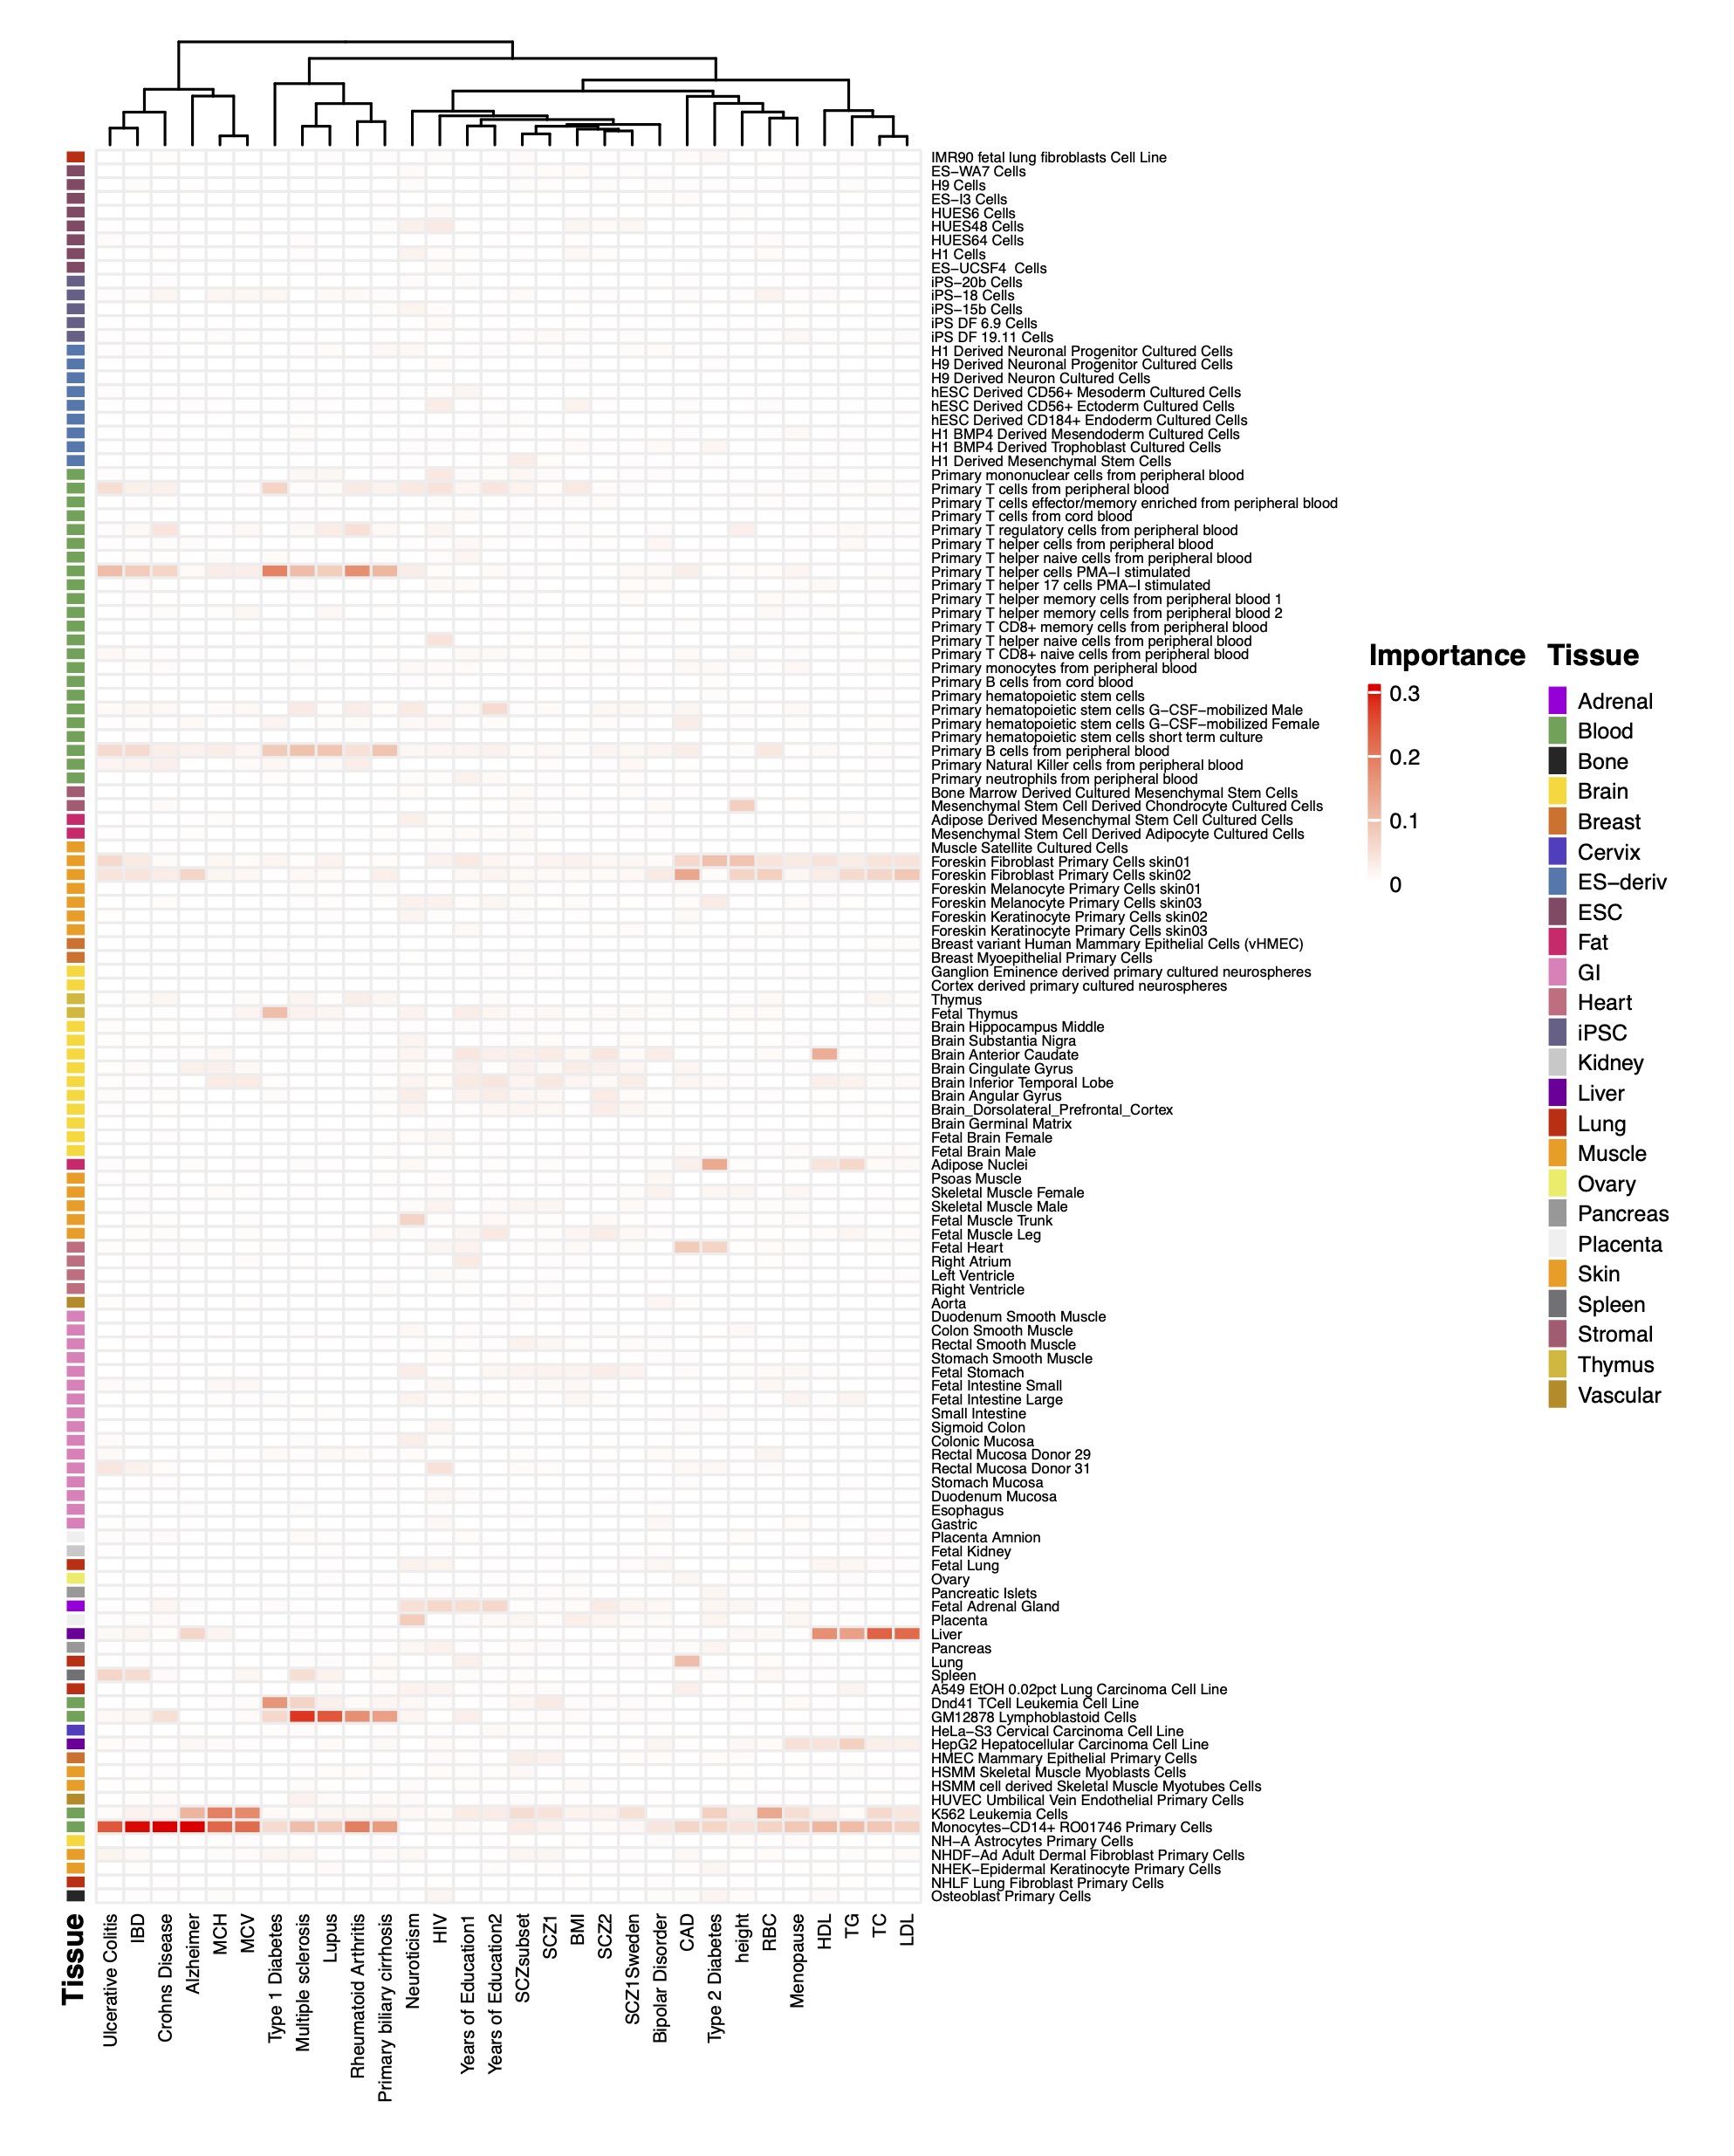 IMR90 fetal lung fibroblasts Cell Line
ES−WA7 Cells
H9 Cells
ES−I3 Cells
HUES6 Cells
HUES48 Cells
HUES64 Cells
H1 Cells
ES−UCSF4 Cells
iPS−20b Cells
iPS−18 Cells
iPS−15b Cells
iPS DF 6.9 Cells
iPS DF 19.11 Cells
H1 Derived Neuronal Progenitor Cultured Cells
H9 Derived Neuronal Progenitor Cultured Cells
H9 Derived Neuron Cultured Cells
hESC Derived CD56+ Mesoderm Cultured Cells
hESC Derived CD56+ Ectoderm Cultured Cells
hESC Derived CD184+ Endoderm Cultured Cells
H1 BMP4 Derived Mesendoderm Cultured Cells
H1 BMP4 Derived Trophoblast Cultured Cells
H1 Derived Mesenchymal Stem Cells
Primary mononuclear cells from peripheral blood
Primary T cells from peripheral blood
Primary T cells effector/memory enriched from peripheral blood
Primary T cells from cord blood
Primary T regulatory cells from peripheral blood
Primary T helper cells from peripheral blood
Primary T helper naive cells from peripheral blood
Primary T helper cells PMA−I stimulated
Primary T helper 17 cells PMA−I stimulated
Primary T helper memory cells from peripheral blood 1
Primary T helper memory cells from peripheral blood 2
Primary T CD8+ memory cells from peripheral blood
Primary T helper naive cells from peripheral blood
Primary T CD8+ naive cells from peripheral blood
Primary monocytes from peripheral blood
Primary B cells from cord blood
Primary hematopoietic stem cells
Primary hematopoietic stem cells G−CSF−mobilized Male
Primary hematopoietic stem cells G−CSF−mobilized Female
Primary hematopoietic stem cells short term culture
Primary B cells from peripheral blood
Primary Natural Killer cells from peripheral blood
Primary neutrophils from peripheral blood
Bone Marrow Derived Cultured Mesenchymal Stem Cells
Mesenchymal Stem Cell Derived Chondrocyte Cultured Cells
Adipose Derived Mesenchymal Stem Cell Cultured Cells
Mesenchymal Stem Cell Derived Adipocyte Cultured Cells
Muscle Satellite Cultured Cells
Foreskin Fibroblast Primary Cells skin01
Foreskin Fibroblast Primary Cells skin02
Foreskin Melanocyte Primary Cells skin01
Foreskin Melanocyte Primary Cells skin03
Foreskin Keratinocyte Primary Cells skin02
Foreskin Keratinocyte Primary Cells skin03
Breast variant Human Mammary Epithelial Cells (vHMEC)
Breast Myoepithelial Primary Cells
Ganglion Eminence derived primary cultured neurospheres
Cortex derived primary cultured neurospheres
Thymus
Fetal Thymus
Brain Hippocampus Middle
Brain Substantia Nigra
Brain Anterior Caudate
Brain Cingulate Gyrus
Brain Inferior Temporal Lobe
Brain Angular Gyrus
Brain_Dorsolateral_Prefrontal_Cortex
Brain Germinal Matrix
Fetal Brain Female
Fetal Brain Male
Adipose Nuclei
Psoas Muscle
Skeletal Muscle Female
Skeletal Muscle Male
Fetal Muscle Trunk
Fetal Muscle Leg
Fetal Heart
Right Atrium
Left Ventricle
Right Ventricle
Aorta
Duodenum Smooth Muscle
Colon Smooth Muscle
Rectal Smooth Muscle
Stomach Smooth Muscle
Fetal Stomach
Fetal Intestine Small
Fetal Intestine Large
Small Intestine
Sigmoid Colon
Colonic Mucosa
Rectal Mucosa Donor 29
Rectal Mucosa Donor 31
Stomach Mucosa
Duodenum Mucosa
Esophagus
Gastric
Placenta Amnion
Fetal Kidney
Fetal Lung
Ovary
Pancreatic Islets
Fetal Adrenal Gland
Placenta
Liver
Pancreas
Lung
Spleen
A549 EtOH 0.02pct Lung Carcinoma Cell Line
Dnd41 TCell Leukemia Cell Line
GM12878 Lymphoblastoid Cells
HeLa−S3 Cervical Carcinoma Cell Line
HepG2 Hepatocellular Carcinoma Cell Line
HMEC Mammary Epithelial Primary Cells
HSMM Skeletal Muscle Myoblasts Cells
HSMM cell derived Skeletal Muscle Myotubes Cells
HUVEC Umbilical Vein Endothelial Primary Cells
K562 Leukemia Cells
Monocytes−CD14+ RO01746 Primary Cells
NH−A Astrocytes Primary Cells
NHDF−Ad Adult Dermal Fibroblast Primary Cells
NHEK−Epidermal Keratinocyte Primary Cells
NHLF Lung Fibroblast Primary Cells
Osteoblast Primary Cells
Tissue
Ulcerative Colitis
IBD
Crohns Disease
Alzheimer
MCH
MCV
Type 1 Diabetes
Multiple sclerosis
Lupus
Rheumatoid Arthritis
Primary biliary cirrhosis
Neuroticism
HIV
Years of Education1
Years of Education2
SCZsubset
SCZ1
BMI
SCZ2
SCZ1Sweden
Bipolar Disorder
CAD
Type 2 Diabetes
height
RBC
Menopause
HDL
TG
TC
LDL
Importance
0.3
0.2
0.1
0
Tissue
Adrenal
Blood
Bone
Brain
Breast
Cervix
ES−deriv
ESC
Fat
GI
Heart
iPSC
Kidney
Liver
Lung
Muscle
Ovary
Pancreas
Placenta
Skin
Spleen
Stromal
Thymus
Vascular